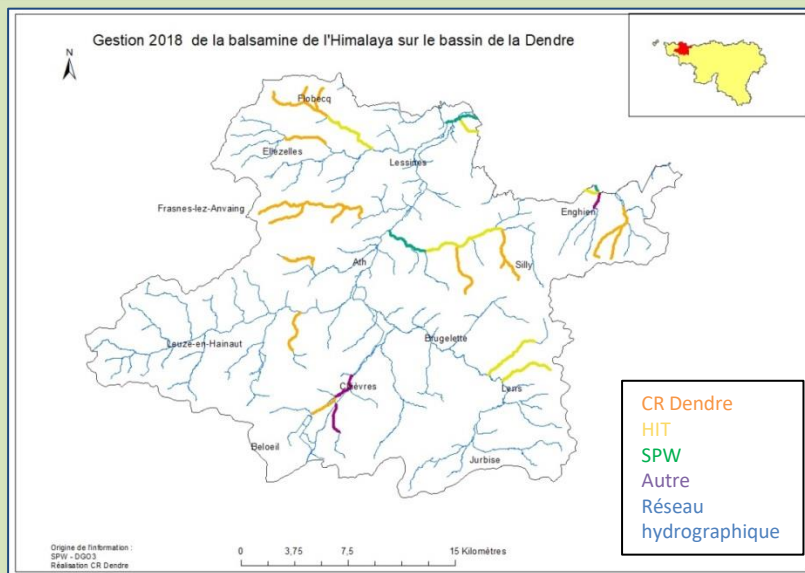 Gestion 2018 de la balsamine de l'Himalaya sur le bassin de la Dendre
N
Flobecq
Ellezelles
Lessines
Frasnes-lez-Anvaing
Enghien
Ath
Silly
Leuze-en-Hainaut
Brugelette
Chièvres
Lens
Beloeil
Jurbise
CR Dendre
HIT
SPW
Autre
Réseau
hydrographique
Origine de l'information :
SPW - DGO3
Réalisation CR Dendre
0 3,75 7,5 15 Kilomètres